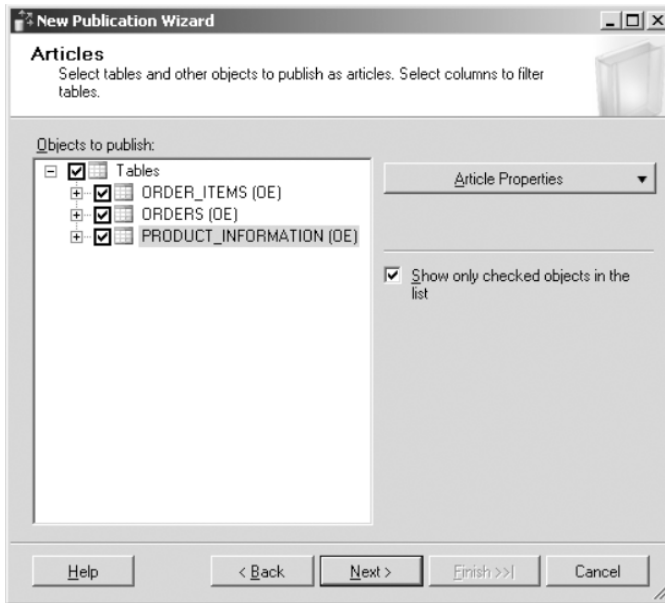 New Publication Wizard
Articles
Select tables and other objects to publish as articles. Select columns to filter
tables.
Objects to publish:
Tables
ORDER_ITEMS (OE)
ORDERS (OE)
PRODUCT_INFORMATION (OE)
Article Properties
Show only checked objects in the
list
Help
< Back
Next >
Finish >>|
Cancel